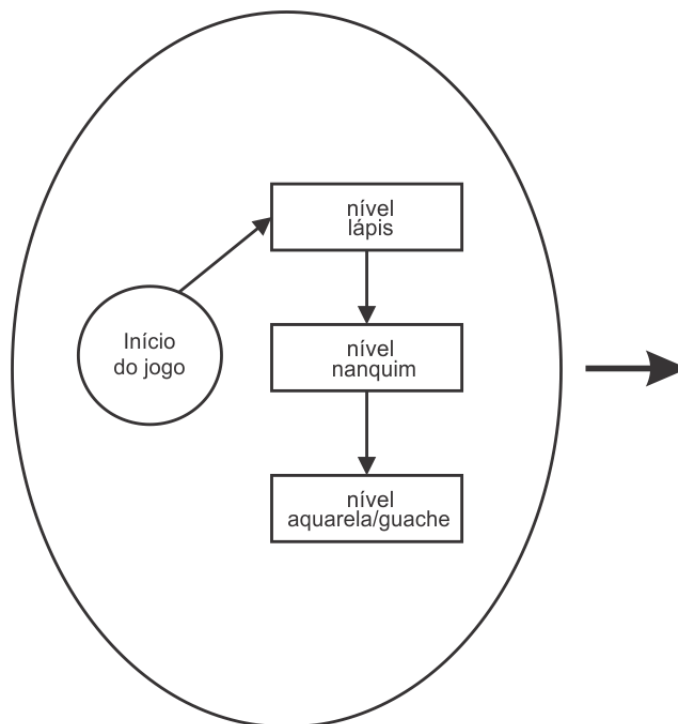 nível
lápis
Início
do jogo
nível
nanquim
nível
aquarela/guache